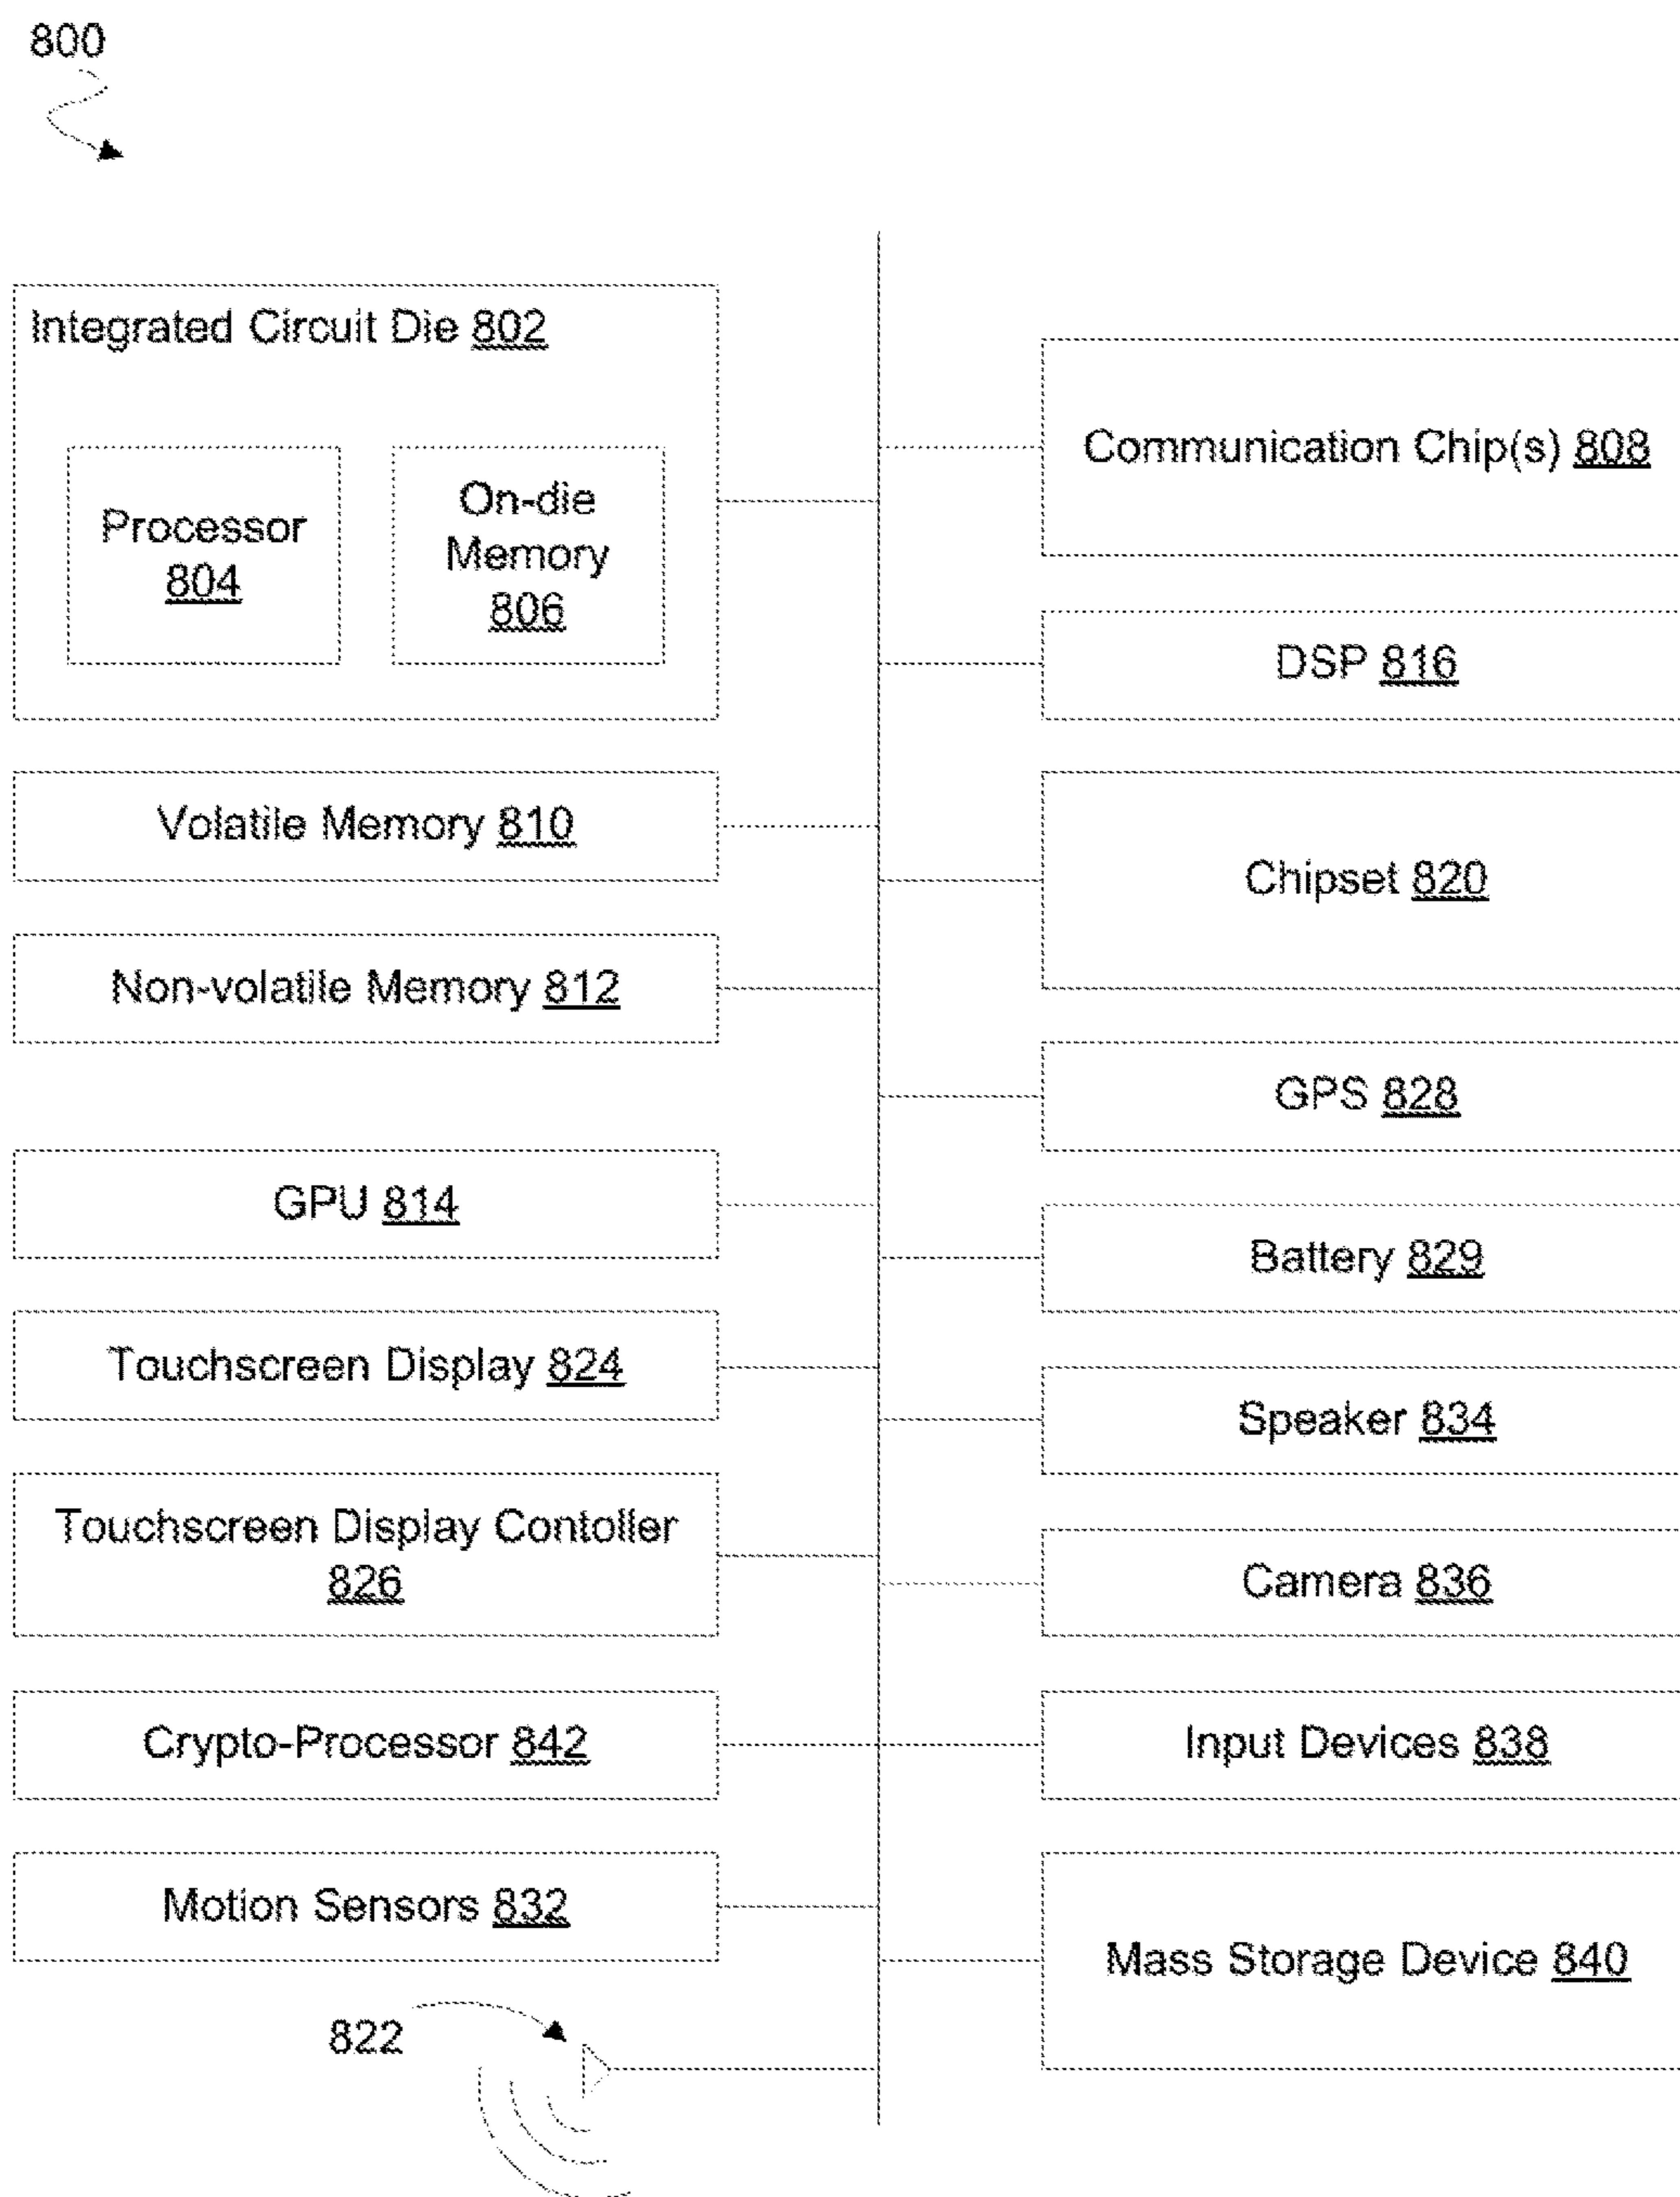 800
Integrated Circuit Die 802
Processor
804
On-die
Memory
806
Volatile Memory 810
Non-volatile Memory 812
GPU 814
Touchscreen Display 824
Touchscreen Display Contoller
826
Crypto-Processor 842
Motion Sensors 832
822
Communication Chip(s) 808
DSP 816
Chipset 820
GPS 828
Battery 829
Speaker 834
Camera 836
Input Devices 838
Mass Storage Device 840